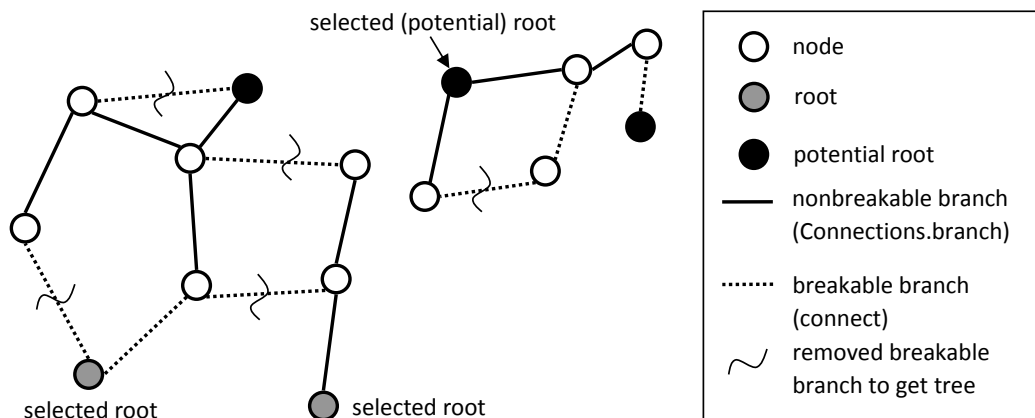 selected (potential) root
selected root
selected root
node
root
potential root
nonbreakable branch
(Connections.branch)
breakable branch
(connect)
removed breakable
branch to get tree